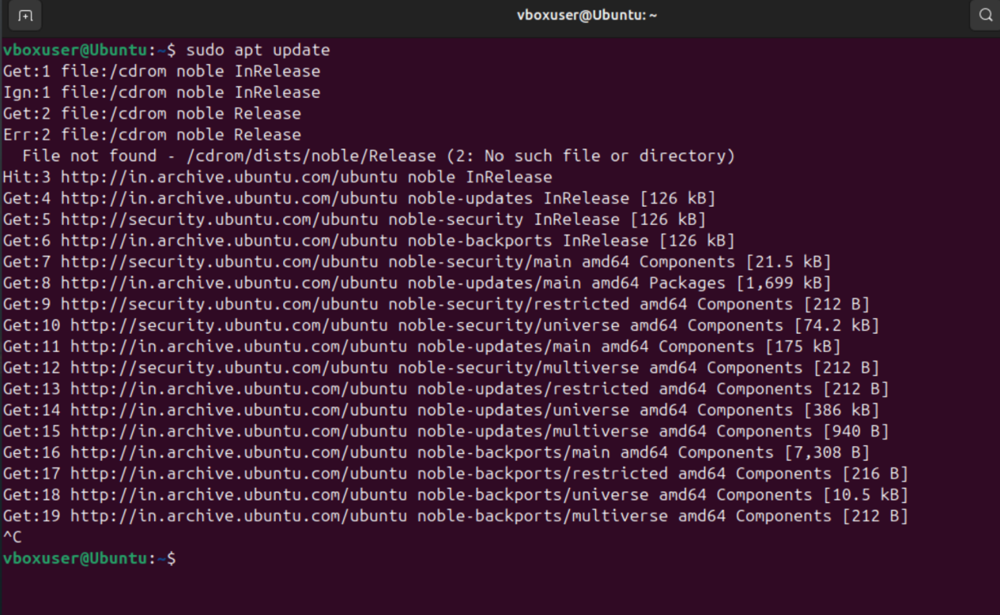 vboxuser@Ubuntu: ~
vboxuser@Ubuntu:~$ sudo apt update
Get:1 file:/cdrom noble InRelease
Ign:1 file:/cdrom noble InRelease
Get:2 file:/cdrom noble Release
Err:2 file:/cdrom noble Release
  File not found - /cdrom/dists/noble/Release (2: No such file or directory)
Hit:3 http://in.archive.ubuntu.com/ubuntu noble InRelease
Get:4 http://in.archive.ubuntu.com/ubuntu noble-updates InRelease [126 kB]
Get:5 http://security.ubuntu.com/ubuntu noble-security InRelease [126 kB]
Get:6 http://in.archive.ubuntu.com/ubuntu noble-backports InRelease [126 kB]
Get:7 http://security.ubuntu.com/ubuntu noble-security/main amd64 Components [21.5 kB]
Get:8 http://in.archive.ubuntu.com/ubuntu noble-updates/main amd64 Packages [1,699 kB]
Get:9 http://security.ubuntu.com/ubuntu noble-security/restricted amd64 Components [212 B]
Get:10 http://security.ubuntu.com/ubuntu noble-security/universe amd64 Components [74.2 kB]
Get:11 http://in.archive.ubuntu.com/ubuntu noble-updates/main amd64 Components [175 kB]
Get:12 http://security.ubuntu.com/ubuntu noble-security/multiverse amd64 Components [212 B]
Get:13 http://in.archive.ubuntu.com/ubuntu noble-updates/restricted amd64 Components [212 B]
Get:14 http://in.archive.ubuntu.com/ubuntu noble-updates/universe amd64 Components [386 kB]
Get:15 http://in.archive.ubuntu.com/ubuntu noble-updates/multiverse amd64 Components [940 B]
Get:16 http://in.archive.ubuntu.com/ubuntu noble-backports/main amd64 Components [7,308 B]
Get:17 http://in.archive.ubuntu.com/ubuntu noble-backports/restricted amd64 Components [216 B]
Get:18 http://in.archive.ubuntu.com/ubuntu noble-backports/universe amd64 Components [10.5 kB]
Get:19 http://in.archive.ubuntu.com/ubuntu noble-backports/multiverse amd64 Components [212 B]
^C
vboxuser@Ubuntu:~$